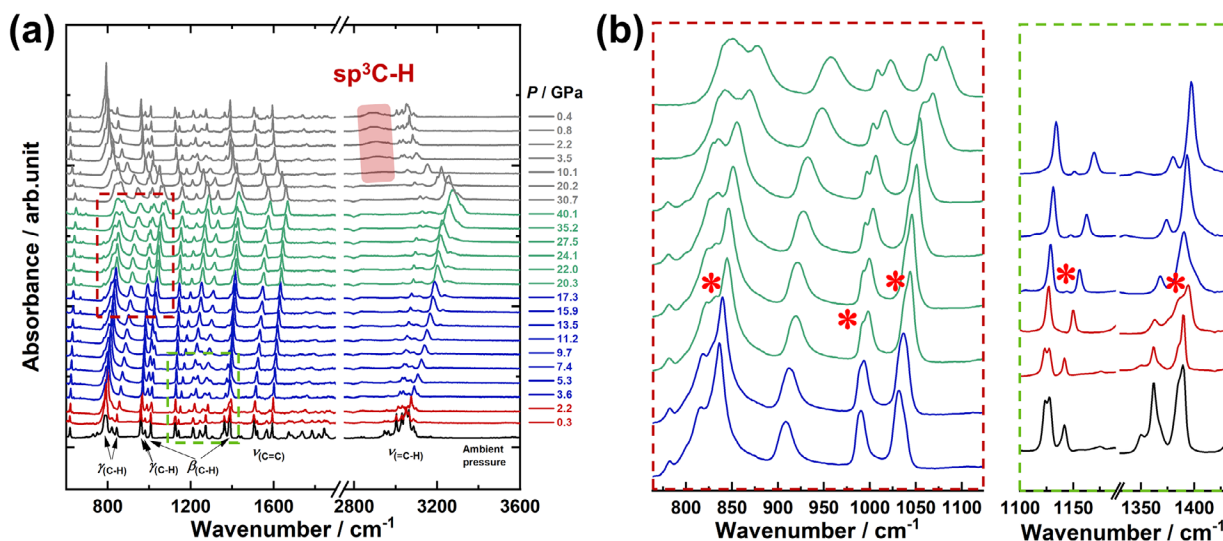 (a)
sp³C-H
P / GPa
0.4
0.8
2.2
3.5
10.1
20.2
30.7
40.1
35.2
27.5
24.1
22.0
20.3
17.3
15.9
13.5
11.2
9.7
7.4
5.3
3.6
2.2
0.3
Ambient
pressure
γ(C-H)
γ(C-H)
β(C-H)
ν(C=C)
ν(=C-H)
800 1200 1600 2800 3200 3600
Wavenumber / cm⁻¹
Absorbance / arb.unit
(b)
* * *
* *
800 850 900 950 1000 1050 1100
Wavenumber / cm⁻¹
1100 1150 1350 1400
Wavenumber / cm⁻¹